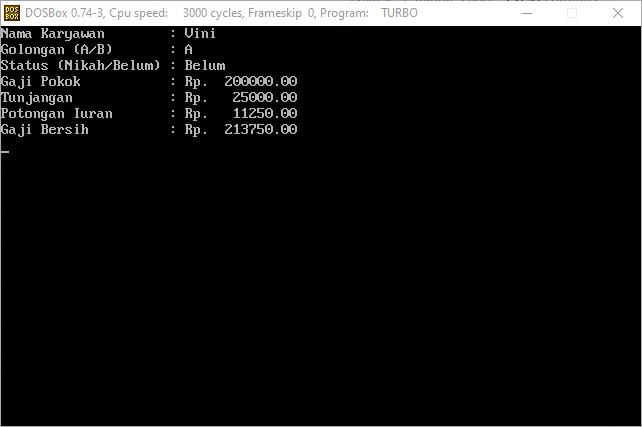 DOS BOX DOSBox 0.74-3, Cpu speed: 3000 cycles, Frameskip 0, Program: TURBO
Nama Karyawan : Vini
Golongan (A/B) : A
Status (Nikah/Belum) : Belum
Gaji Pokok : Rp. 200000.00
Tunjangan : Rp. 25000.00
Potongan Iuran : Rp. 11250.00
Gaji Bersih : Rp. 213750.00